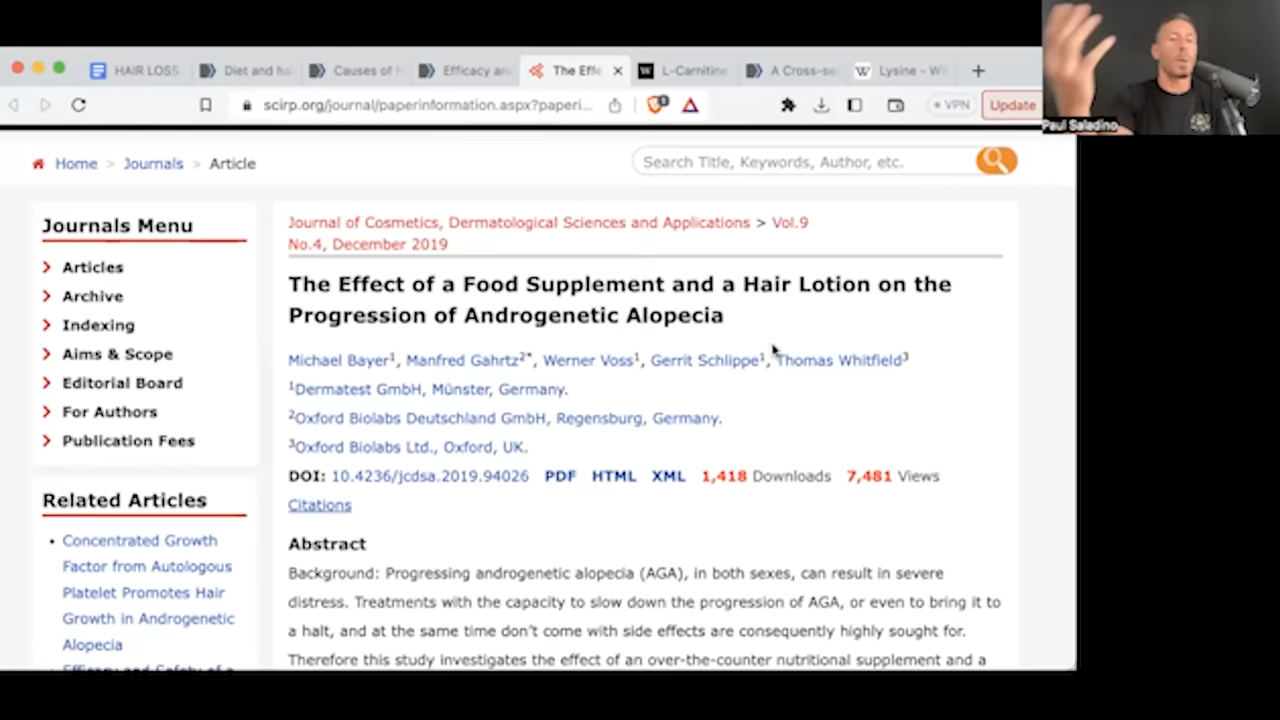 HAIR LOSS
Diet and ha
Causes of h
Efficacy an
The Effe
L-Carnitine
A Cross-se
Lysine - Wi
scirp.org/journal/paperinformation.aspx?paperi...
VPN
Update
Paul Saladino
Home > Journals > Article
Search Title, Keywords, Author, etc.
Journals Menu
Articles
Archive
Indexing
Aims & Scope
Editorial Board
For Authors
Publication Fees
Related Articles
Concentrated Growth
Factor from Autologous
Platelet Promotes Hair
Growth in Androgenetic
Alopecia
Efficacy and Safety of a
Journal of Cosmetics, Dermatological Sciences and Applications > Vol.9
No.4, December 2019
The Effect of a Food Supplement and a Hair Lotion on the
Progression of Androgenetic Alopecia
Michael Bayer1, Manfred Gahrtz2*, Werner Voss1, Gerrit Schlippe1, Thomas Whitfield3
1Dermatest GmbH, Münster, Germany.
2Oxford Biolabs Deutschland GmbH, Regensburg, Germany.
3Oxford Biolabs Ltd., Oxford, UK.
DOI: 10.4236/jcdsa.2019.94026 PDF HTML XML 1,418 Downloads 7,481 Views
Citations
Abstract
Background: Progressing androgenetic alopecia (AGA), in both sexes, can result in severe
distress. Treatments with the capacity to slow down the progression of AGA, or even to bring it to
a halt, and at the same time don't come with side effects are consequently highly sought for.
Therefore this study investigates the effect of an over-the-counter nutritional supplement and a